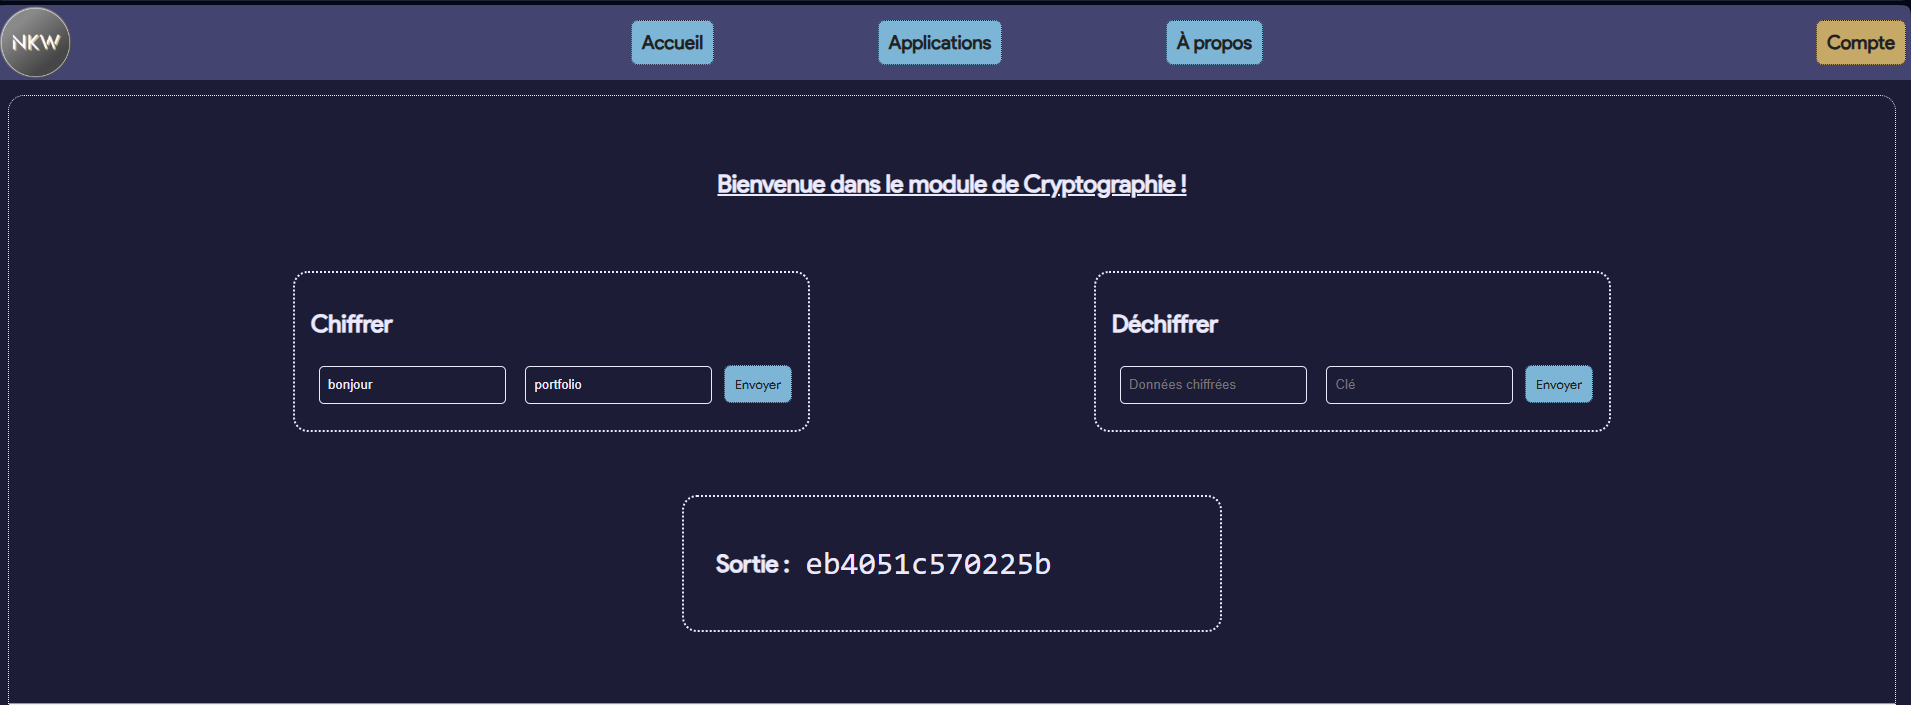 NKW
Accueil
Applications
À propos
Compte
Bienvenue dans le module de Cryptographie !
Chiffrer
bonjour
portfolio
Envoyer
Déchiffrer
Données chiffrées
Clé
Envoyer
Sortie : eb4051c570225b